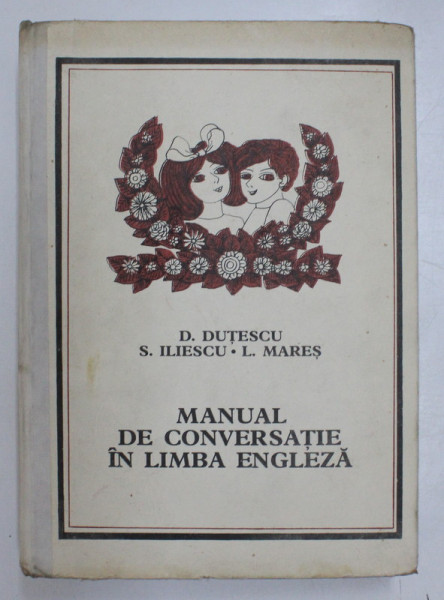 D. DUȚESCU
S. ILIESCU • L. MAREȘ
MANUAL
DE CONVERSAȚIE
ÎN LIMBA ENGLEZĂ